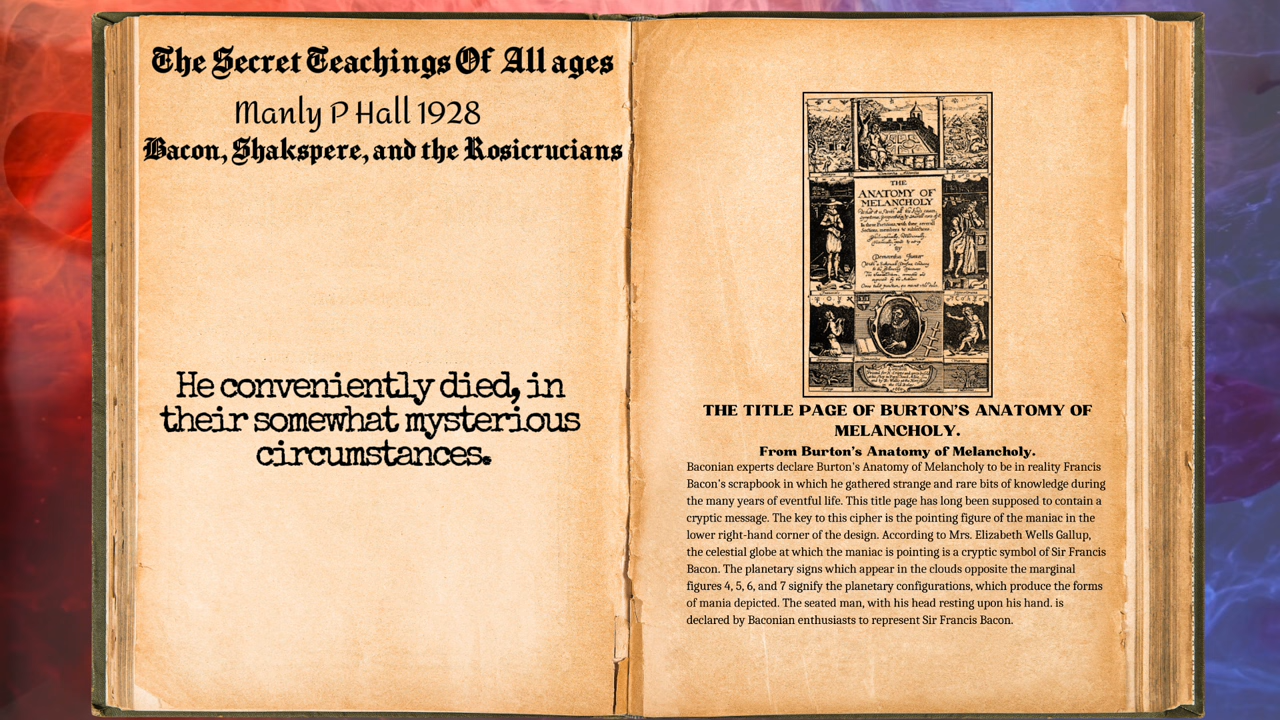 The Secret Teachings Of All ages
Manly P Hall 1928
Bacon, Shakspere, and the Rosicrucians
He conveniently died, in
their somewhat mysterious
circumstances.
THE
ANATOMY OF
MELANCHOLY
THE TITLE PAGE OF BURTON'S ANATOMY OF
MELANCHOLY.
From Burton's Anatomy of Melancholy.
Baconian experts declare Burton's Anatomy of Melancholy to be in reality Francis
Bacon's scrapbook in which he gathered strange and rare bits of knowledge during
the many years of eventful life. This title page has long been supposed to contain a
cryptic message. The key to this cipher is the pointing figure of the maniac in the
lower right-hand corner of the design. According to Mrs. Elizabeth Wells Gallup,
the celestial globe at which the maniac is pointing is a cryptic symbol of Sir Francis
Bacon. The planetary signs which appear in the clouds opposite the marginal
figures 4, 5, 6, and 7 signify the planetary configurations, which produce the forms
of mania depicted. The seated man, with his head resting upon his hand. is
declared by Baconian enthusiasts to represent Sir Francis Bacon.